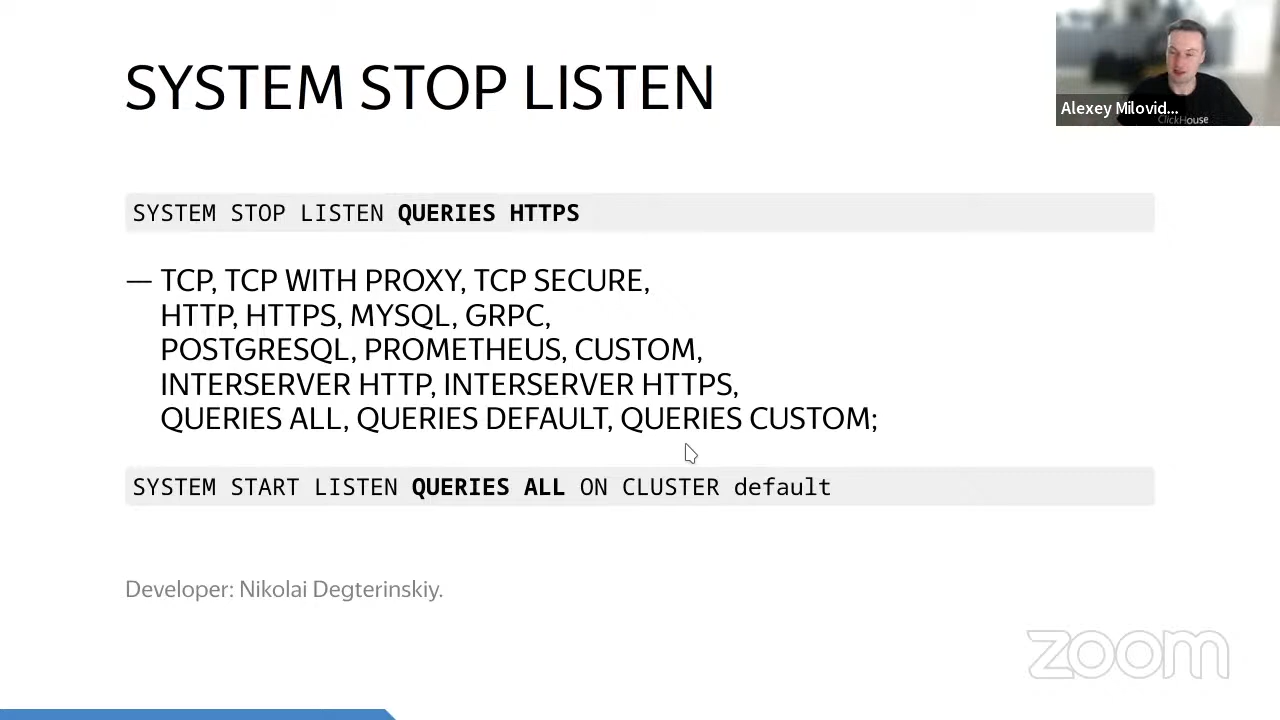 SYSTEM STOP LISTEN
Alexey Milovid...
ClickHouse
SYSTEM STOP LISTEN QUERIES HTTPS
— TCP, TCP WITH PROXY, TCP SECURE,
HTTP, HTTPS, MYSQL, GRPC,
POSTGRESQL, PROMETHEUS, CUSTOM,
INTERSERVER HTTP, INTERSERVER HTTPS,
QUERIES ALL, QUERIES DEFAULT, QUERIES CUSTOM;
SYSTEM START LISTEN QUERIES ALL ON CLUSTER default
Developer: Nikolai Degterinskiy.
zoom